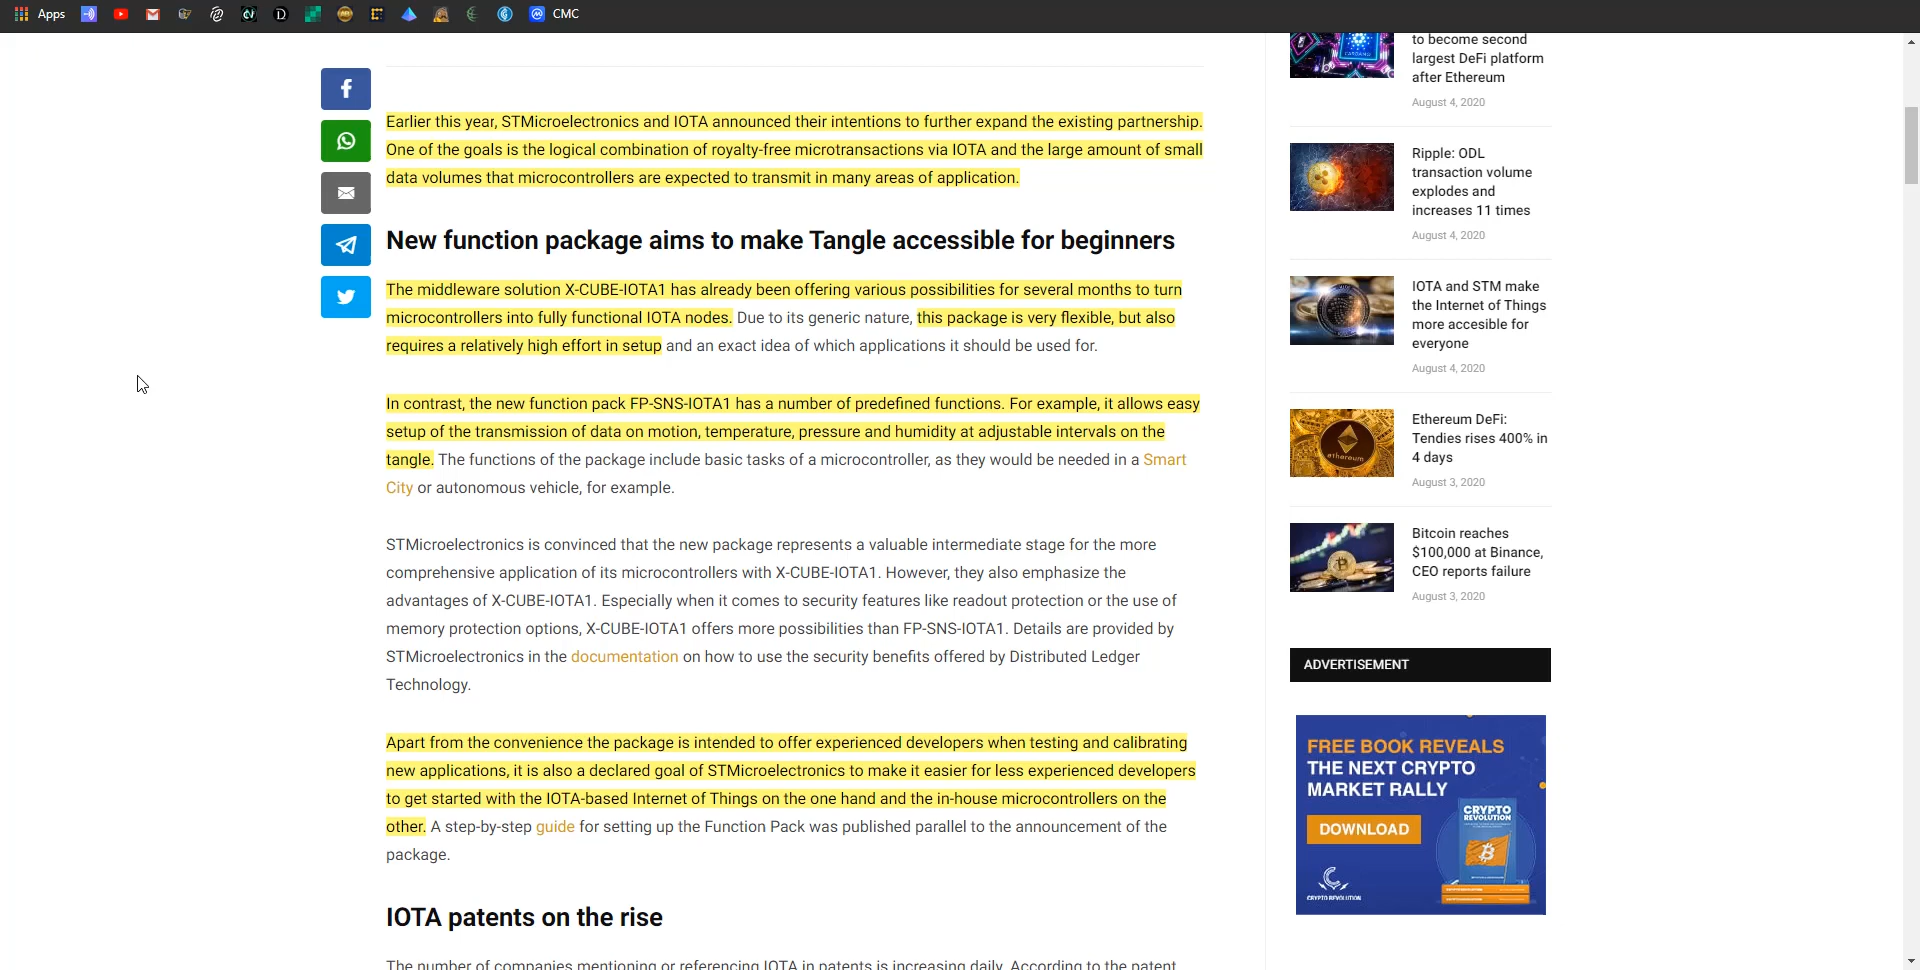 Apps
CMC
Earlier this year, STMicroelectronics and IOTA announced their intentions to further expand the existing partnership.
One of the goals is the logical combination of royalty-free microtransactions via IOTA and the large amount of small
data volumes that microcontrollers are expected to transmit in many areas of application.
New function package aims to make Tangle accessible for beginners
The middleware solution X-CUBE-IOTA1 has already been offering various possibilities for several months to turn
microcontrollers into fully functional IOTA nodes. Due to its generic nature, this package is very flexible, but also
requires a relatively high effort in setup and an exact idea of which applications it should be used for.
In contrast, the new function pack FP-SNS-IOTA1 has a number of predefined functions. For example, it allows easy
setup of the transmission of data on motion, temperature, pressure and humidity at adjustable intervals on the
tangle. The functions of the package include basic tasks of a microcontroller, as they would be needed in a Smart
City or autonomous vehicle, for example.
STMicroelectronics is convinced that the new package represents a valuable intermediate stage for the more
comprehensive application of its microcontrollers with X-CUBE-IOTA1. However, they also emphasize the
advantages of X-CUBE-IOTA1. Especially when it comes to security features like readout protection or the use of
memory protection options, X-CUBE-IOTA1 offers more possibilities than FP-SNS-IOTA1. Details are provided by
STMicroelectronics in the documentation on how to use the security benefits offered by Distributed Ledger
Technology.
Apart from the convenience the package is intended to offer experienced developers when testing and calibrating
new applications, it is also a declared goal of STMicroelectronics to make it easier for less experienced developers
to get started with the IOTA-based Internet of Things on the one hand and the in-house microcontrollers on the
other. A step-by-step guide for setting up the Function Pack was published parallel to the announcement of the
package.
IOTA patents on the rise
The number of companies mentioning or referencing IOTA in patents is increasing daily. According to the patent
to become second
largest DeFi platform
after Ethereum
August 4, 2020
Ripple: ODL
transaction volume
explodes and
increases 11 times
August 4, 2020
IOTA and STM make
the Internet of Things
more accesible for
everyone
August 4, 2020
Ethereum DeFi:
Tendies rises 400% in
4 days
August 3, 2020
Bitcoin reaches
$100,000 at Binance,
CEO reports failure
August 3, 2020
ADVERTISEMENT
FREE BOOK REVEALS
THE NEXT CRYPTO
MARKET RALLY
DOWNLOAD
CRYPTO
REVOLUTION
CRYPTO REVOLUTION